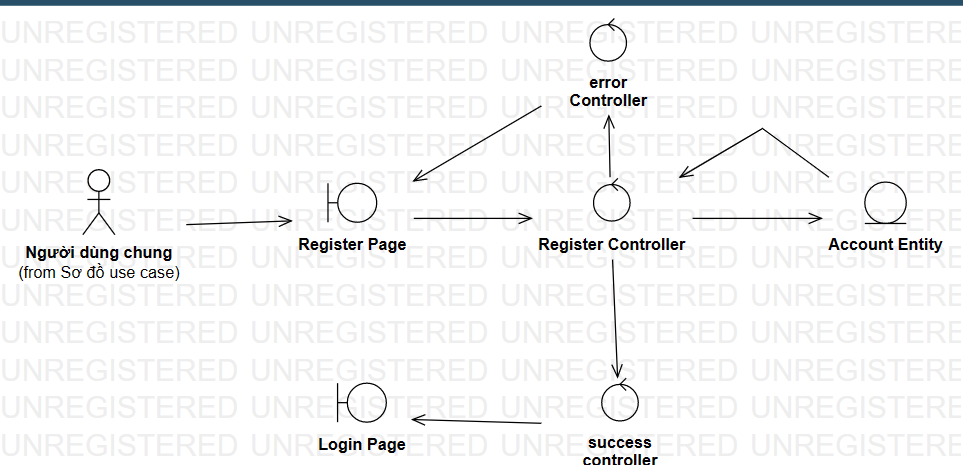 error
Controller
Người dùng chung
(from Sơ đồ use case)
Register Page
Register Controller
Account Entity
Login Page
success
controller
UNREGISTERED